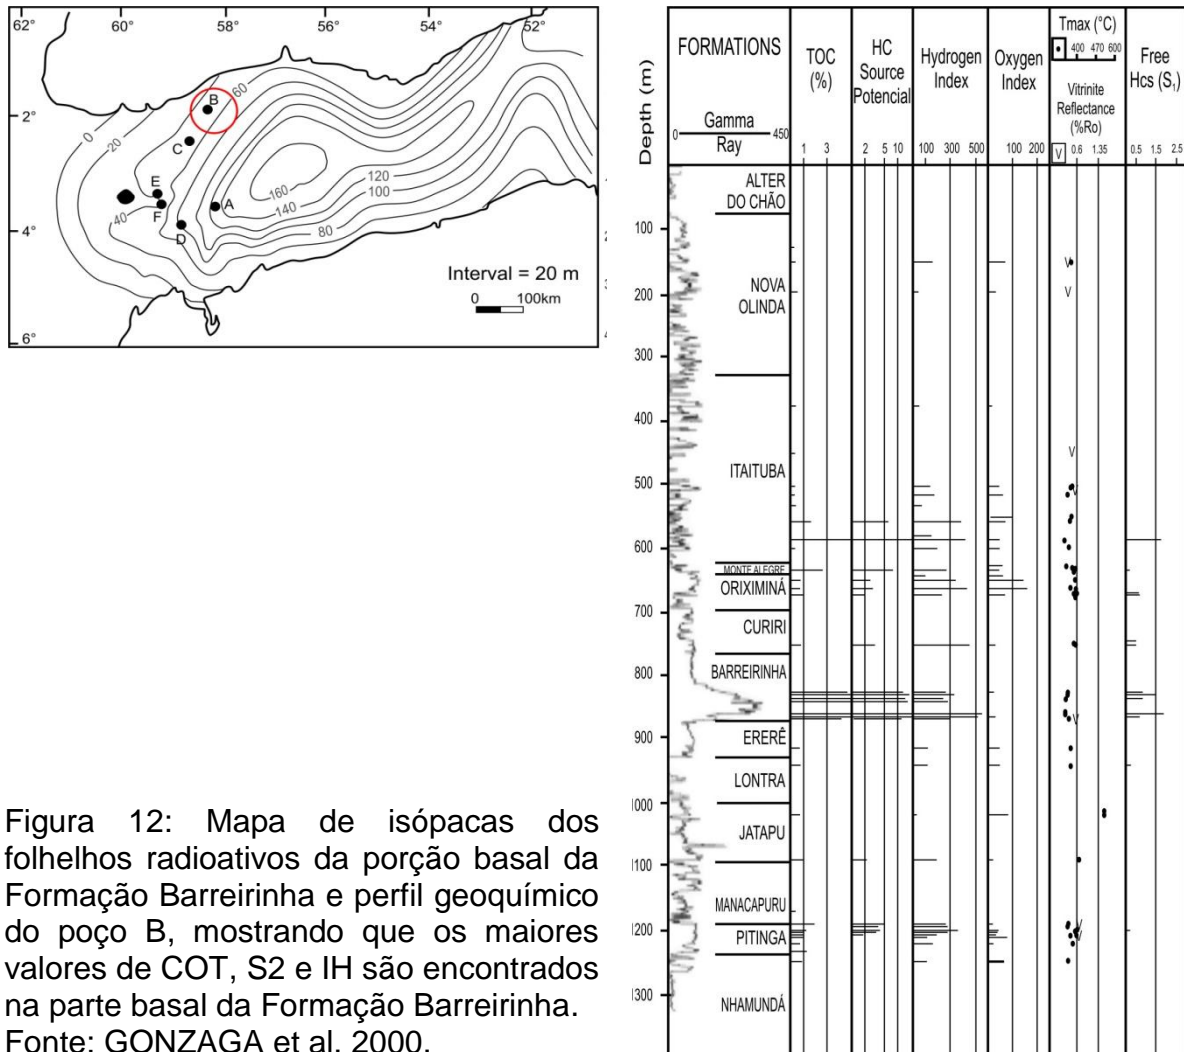 62° 60° 58° 56° 54° 52°
2°
4°
6°
0
20
40
60
80
100
120
140
160
A
B
C
D
E
F
Interval = 20 m
0 100km
Depth (m)
FORMATIONS
0 Gamma Ray 450
TOC (%)
1 3
HC Source Potencial
2 5 10
Hydrogen Index
100 300 500
Oxygen Index
100 200
Tmax (°C)
400 470 600
Vitrinite Reflectance (%Ro)
V 0.6 1.35
Free Hcs (S1)
0.5 1.5 2.5
ALTER DO CHÃO
100
NOVA OLINDA
200
300
400
ITAITUBA
500
600
MONTE ALEGRE
ORIXIMINÁ
700
CURIRI
800
BARREIRINHA
900
ERERÊ
LONTRA
1000
JATAPU
1100
MANACAPURU
1200
PITINGA
1300
NHAMUNDÁ
V
V
V
V
V
V
V
Figura 12: Mapa de isópacas dos
folhelhos radioativos da porção basal da
Formação Barreirinha e perfil geoquímico
do poço B, mostrando que os maiores
valores de COT, S2 e IH são encontrados
na parte basal da Formação Barreirinha.
Fonte: GONZAGA et al. 2000.